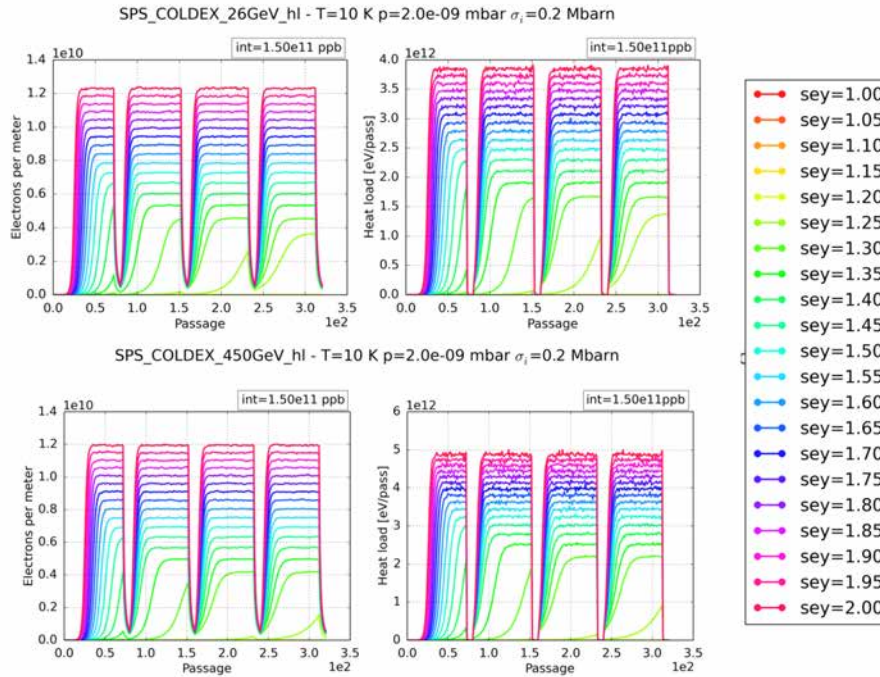 SPS_COLDEX_26GeV_hl - T=10 K p=2.0e-09 mbar σi=0.2 Mbarn
1e10
int=1.50e11 ppb
1.4
1.2
1.0
0.8
0.6
0.4
0.2
0.0
Electrons per meter
0.0 0.5 1.0 1.5 2.0 2.5 3.0 3.5
Passage
1e2
1e12
int=1.50e11ppb
4.0
3.5
3.0
2.5
2.0
1.5
1.0
0.5
0.0
Heat load [eV/pass]
0.0 0.5 1.0 1.5 2.0 2.5 3.0 3.5
Passage
1e2
SPS_COLDEX_450GeV_hl - T=10 K p=2.0e-09 mbar σi=0.2 Mbarn
1e10
int=1.50e11 ppb
1.4
1.2
1.0
0.8
0.6
0.4
0.2
0.0
Electrons per meter
0.0 0.5 1.0 1.5 2.0 2.5 3.0 3.5
Passage
1e2
1e12
int=1.50e11ppb
6
5
4
3
2
1
0
Heat load [eV/pass]
0.0 0.5 1.0 1.5 2.0 2.5 3.0 3.5
Passage
1e2
sey=1.00
sey=1.05
sey=1.10
sey=1.15
sey=1.20
sey=1.25
sey=1.30
sey=1.35
sey=1.40
sey=1.45
sey=1.50
sey=1.55
sey=1.60
sey=1.65
sey=1.70
sey=1.75
sey=1.80
sey=1.85
sey=1.90
sey=1.95
sey=2.00